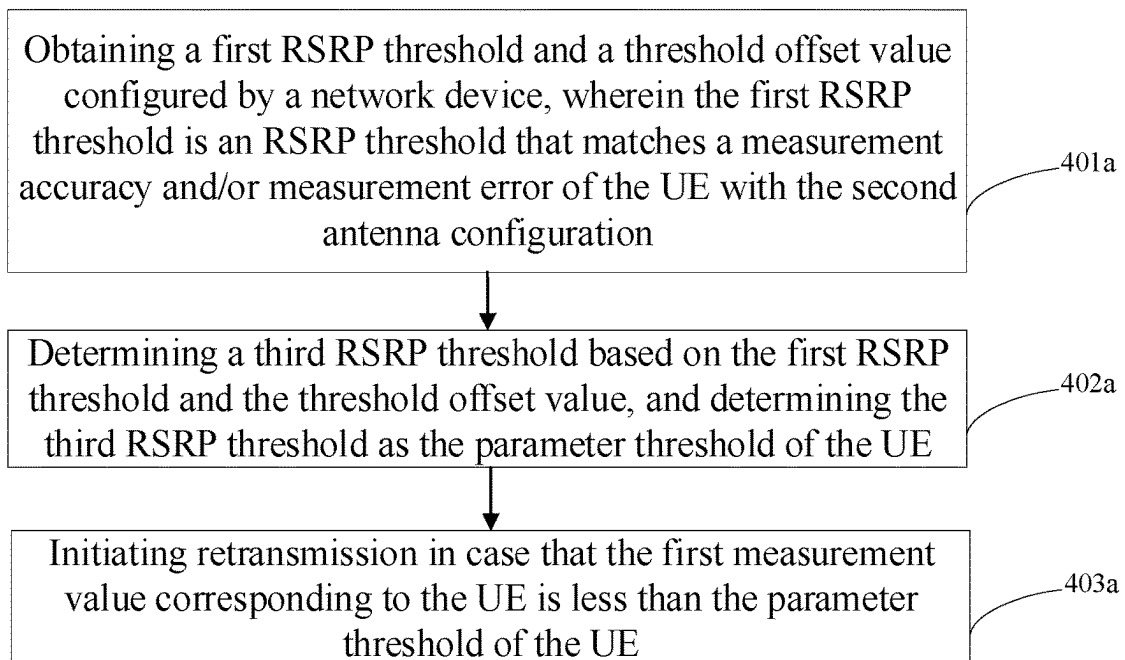 Obtaining a first RSRP threshold and a threshold offset value
configured by a network device, wherein the first RSRP
threshold is an RSRP threshold that matches a measurement
accuracy and/or measurement error of the UE with the second
antenna configuration
401a
Determining a third RSRP threshold based on the first RSRP
threshold and the threshold offset value, and determining the
third RSRP threshold as the parameter threshold of the UE
402a
Initiating retransmission in case that the first measurement
value corresponding to the UE is less than the parameter
threshold of the UE
403a